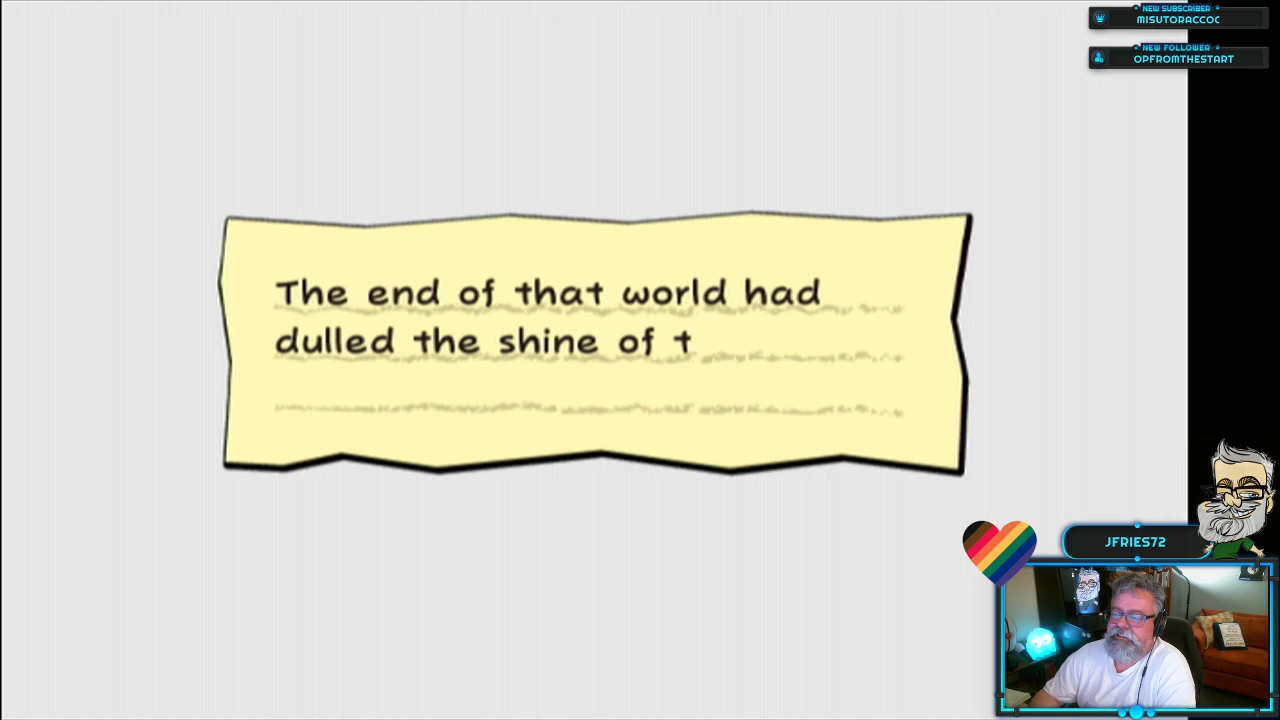 NEW SUBSCRIBER
MISUTORACCOC
NEW FOLLOWER
OPFROMTHESTART
The end of that world had
dulled the shine of t
JFRIES72